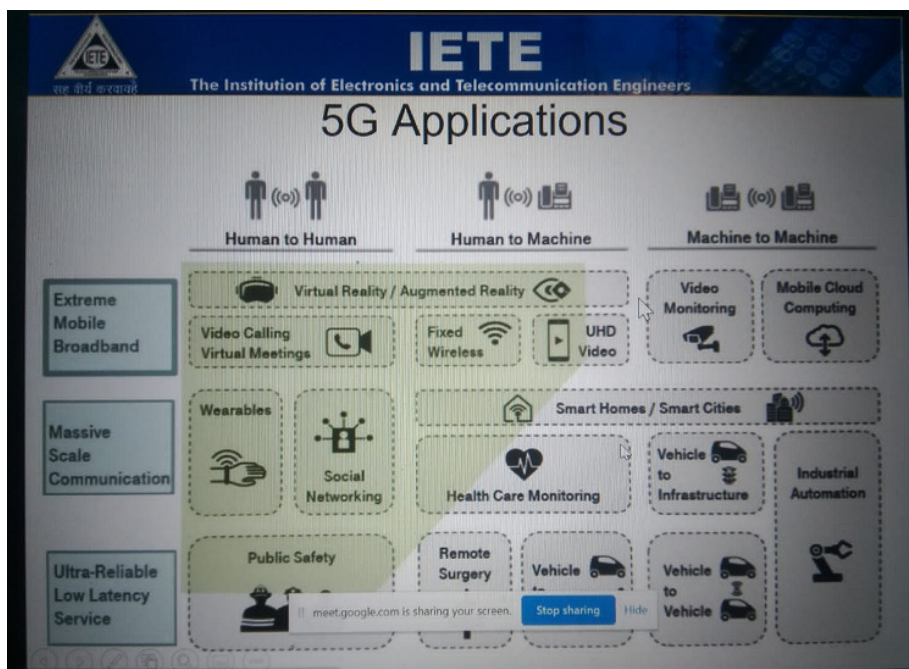 IETE
IETE
सह वीर्यं करवावहै
The Institution of Electronics and Telecommunication Engineers
5G Applications
Human to Human
Human to Machine
Machine to Machine
Extreme
Mobile
Broadband
Virtual Reality / Augmented Reality
Video Calling
Virtual Meetings
Fixed
Wireless
UHD
Video
Video
Monitoring
Mobile Cloud
Computing
Massive
Scale
Communication
Wearables
Social
Networking
Smart Homes / Smart Cities
Health Care Monitoring
Vehicle
to
Infrastructure
Industrial
Automation
Ultra-Reliable
Low Latency
Service
Public Safety
Remote
Surgery
Vehicle
Vehicle
to
Vehicle
meet.google.com is sharing your screen.
Stop sharing
Hide